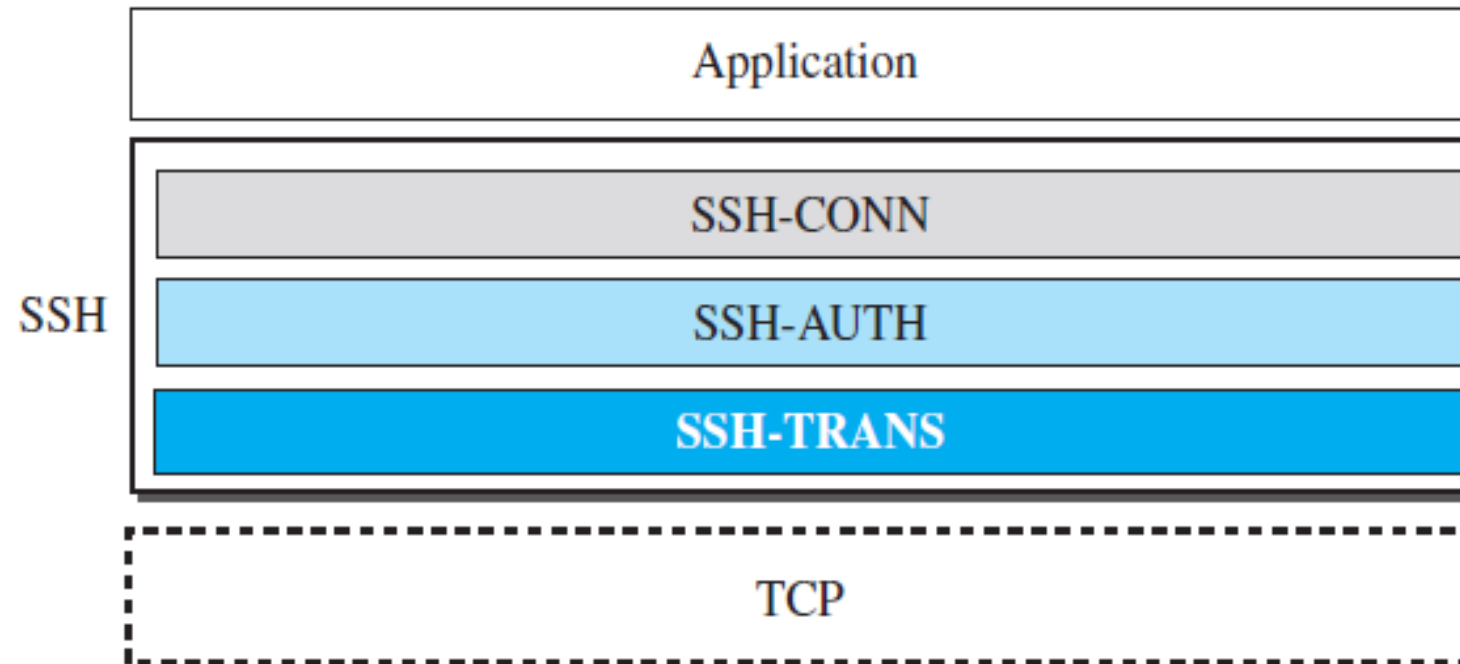 Application
SSH-CONN
SSH
SSH-AUTH
SSH-TRANS
TCP